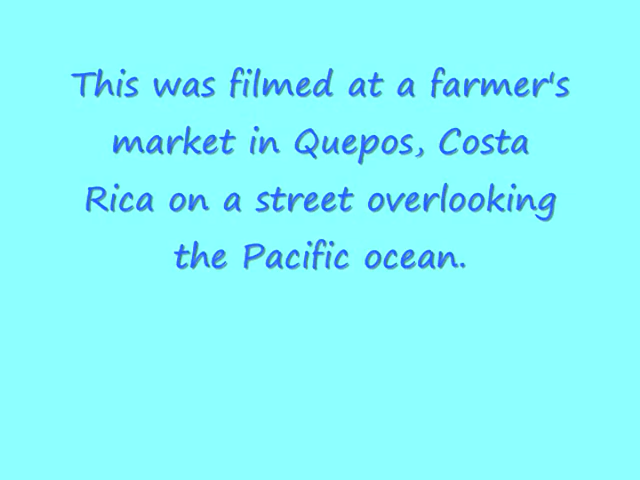 This was filmed at a farmer's
market in Quepos, Costa
Rica on a street overlooking
the Pacific ocean.